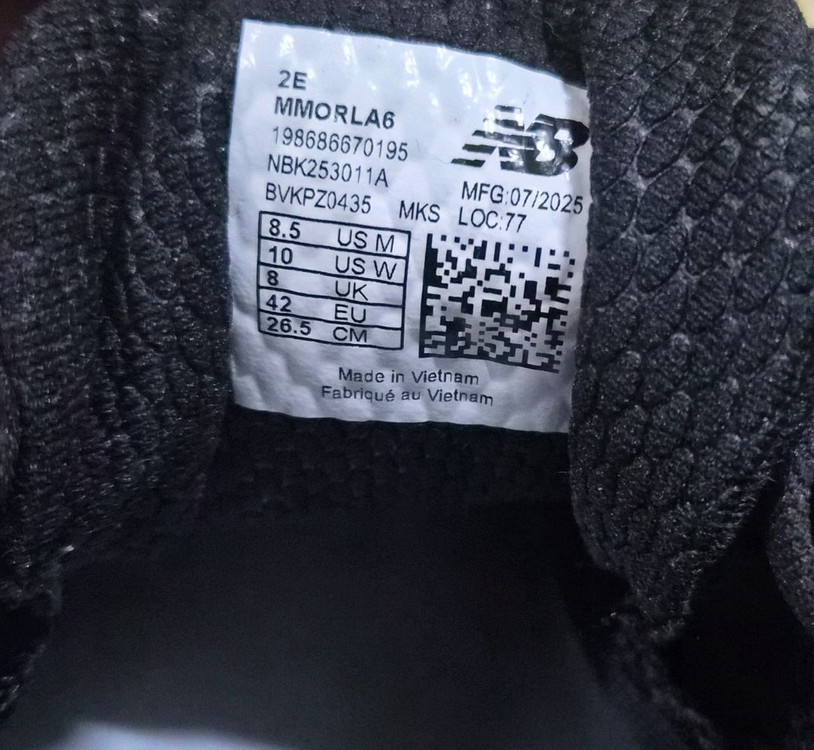 2E
MMORLA6
198686670195
NBK253011A
BVKPZ0435 MKS
NB
MFG:07/2025
LOC:77
8.5 US M
10 US W
8 UK
42 EU
26.5 CM
Made in Vietnam
Fabriqué au Vietnam